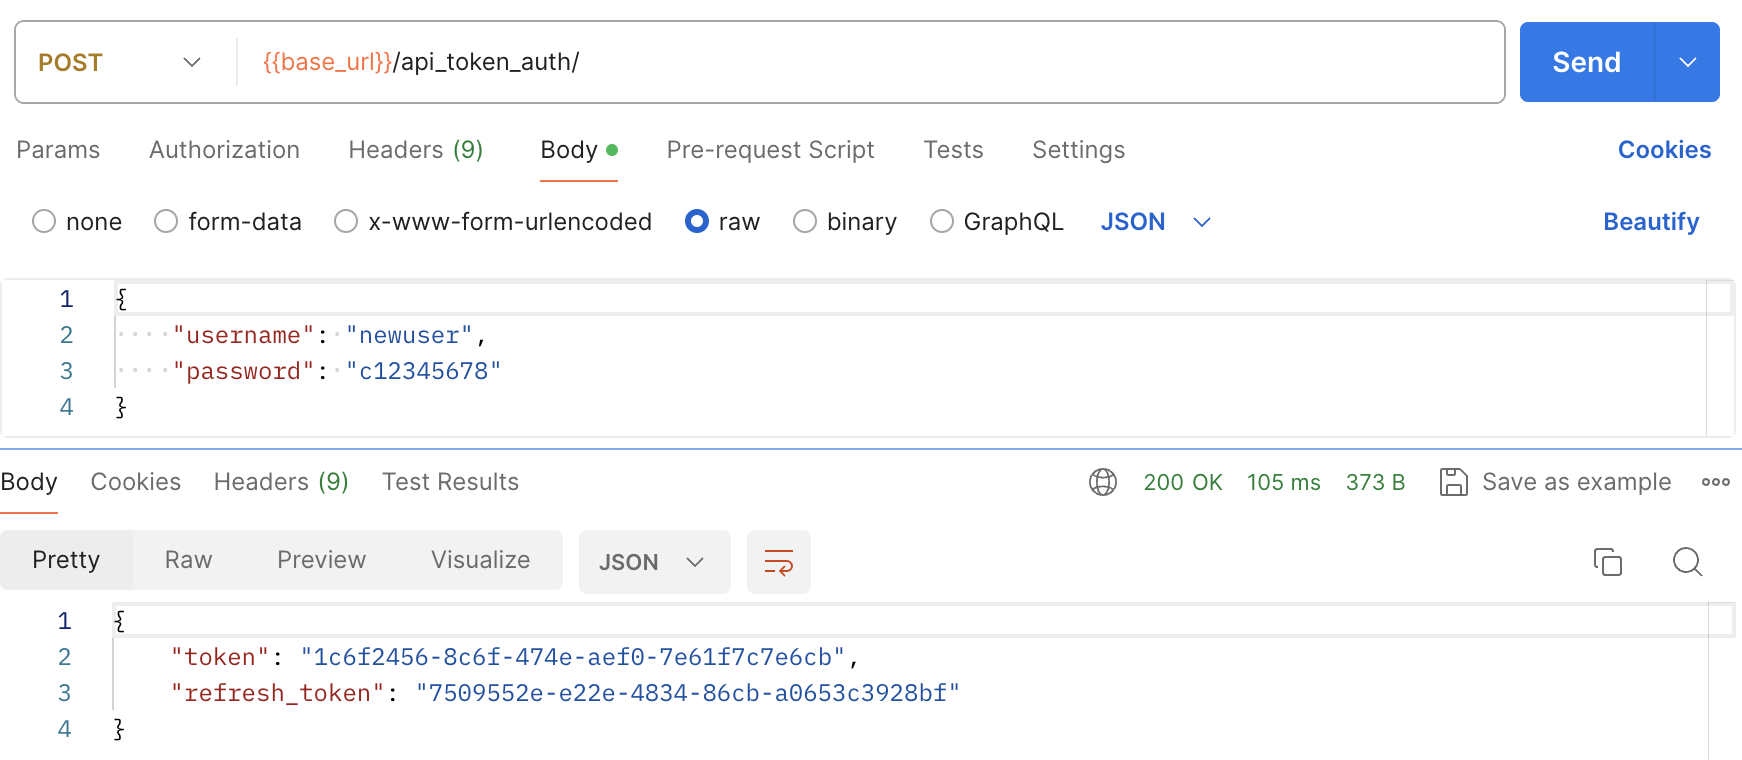 POST {{base_url}}/api_token_auth/ Send
Params Authorization Headers (9) Body Pre-request Script Tests Settings Cookies
none form-data x-www-form-urlencoded raw binary GraphQL JSON Beautify
1 {
2 "username": "newuser",
3 "password": "c12345678"
4 }
Body Cookies Headers (9) Test Results 200 OK 105 ms 373 B Save as example
Pretty Raw Preview Visualize JSON
1 {
2 "token": "1c6f2456-8c6f-474e-aef0-7e61f7c7e6cb",
3 "refresh_token": "7509552e-e22e-4834-86cb-a0653c3928bf"
4 }